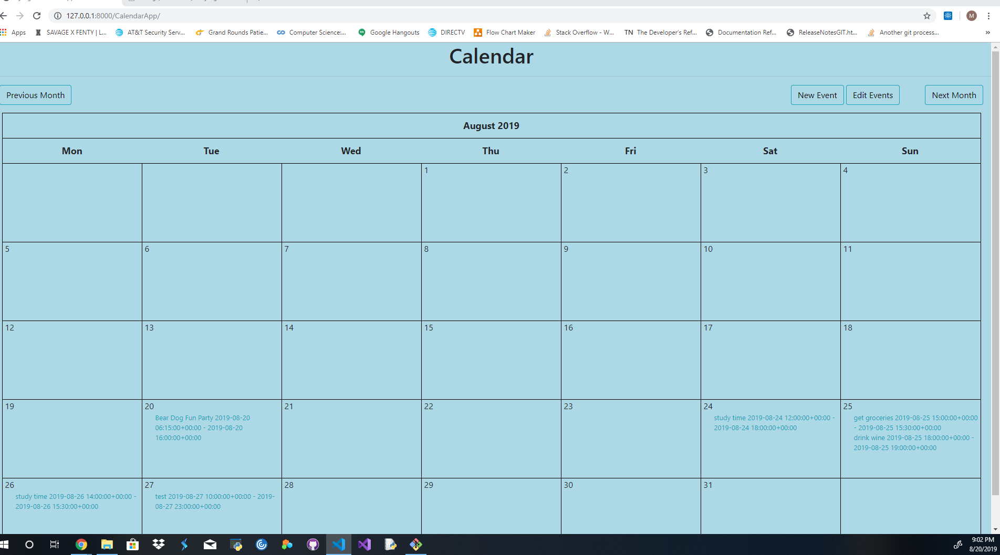 127.0.0.1:8000/CalendarApp/
M
Apps SAVAGE X FENTY | L... AT&T Security Serv... Grand Rounds Patie... Computer Science:... Google Hangouts DIRECTV Flow Chart Maker Stack Overflow - W... TN The Developer's Ref... Documentation Ref... ReleaseNotesGIT.ht... Another git process... »
Calendar
Previous Month New Event Edit Events Next Month
August 2019
Mon Tue Wed Thu Fri Sat Sun
1 2 3 4
5 6 7 8 9 10 11
12 13 14 15 16 17 18
19 20 21 22 23 24 25
Bear Dog Fun Party 2019-08-20
06:15:00+00:00 - 2019-08-20
16:00:00+00:00
study time 2019-08-24 12:00:00+00:00 -
2019-08-24 18:00:00+00:00
get groceries 2019-08-25 15:00:00+00:00
- 2019-08-25 15:30:00+00:00
drink wine 2019-08-25 18:00:00+00:00 -
2019-08-25 19:00:00+00:00
26 27 28 29 30 31
study time 2019-08-26 14:00:00+00:00 -
2019-08-26 15:30:00+00:00
test 2019-08-27 10:00:00+00:00 - 2019-
08-27 23:00:00+00:00
9:02 PM
8/20/2019